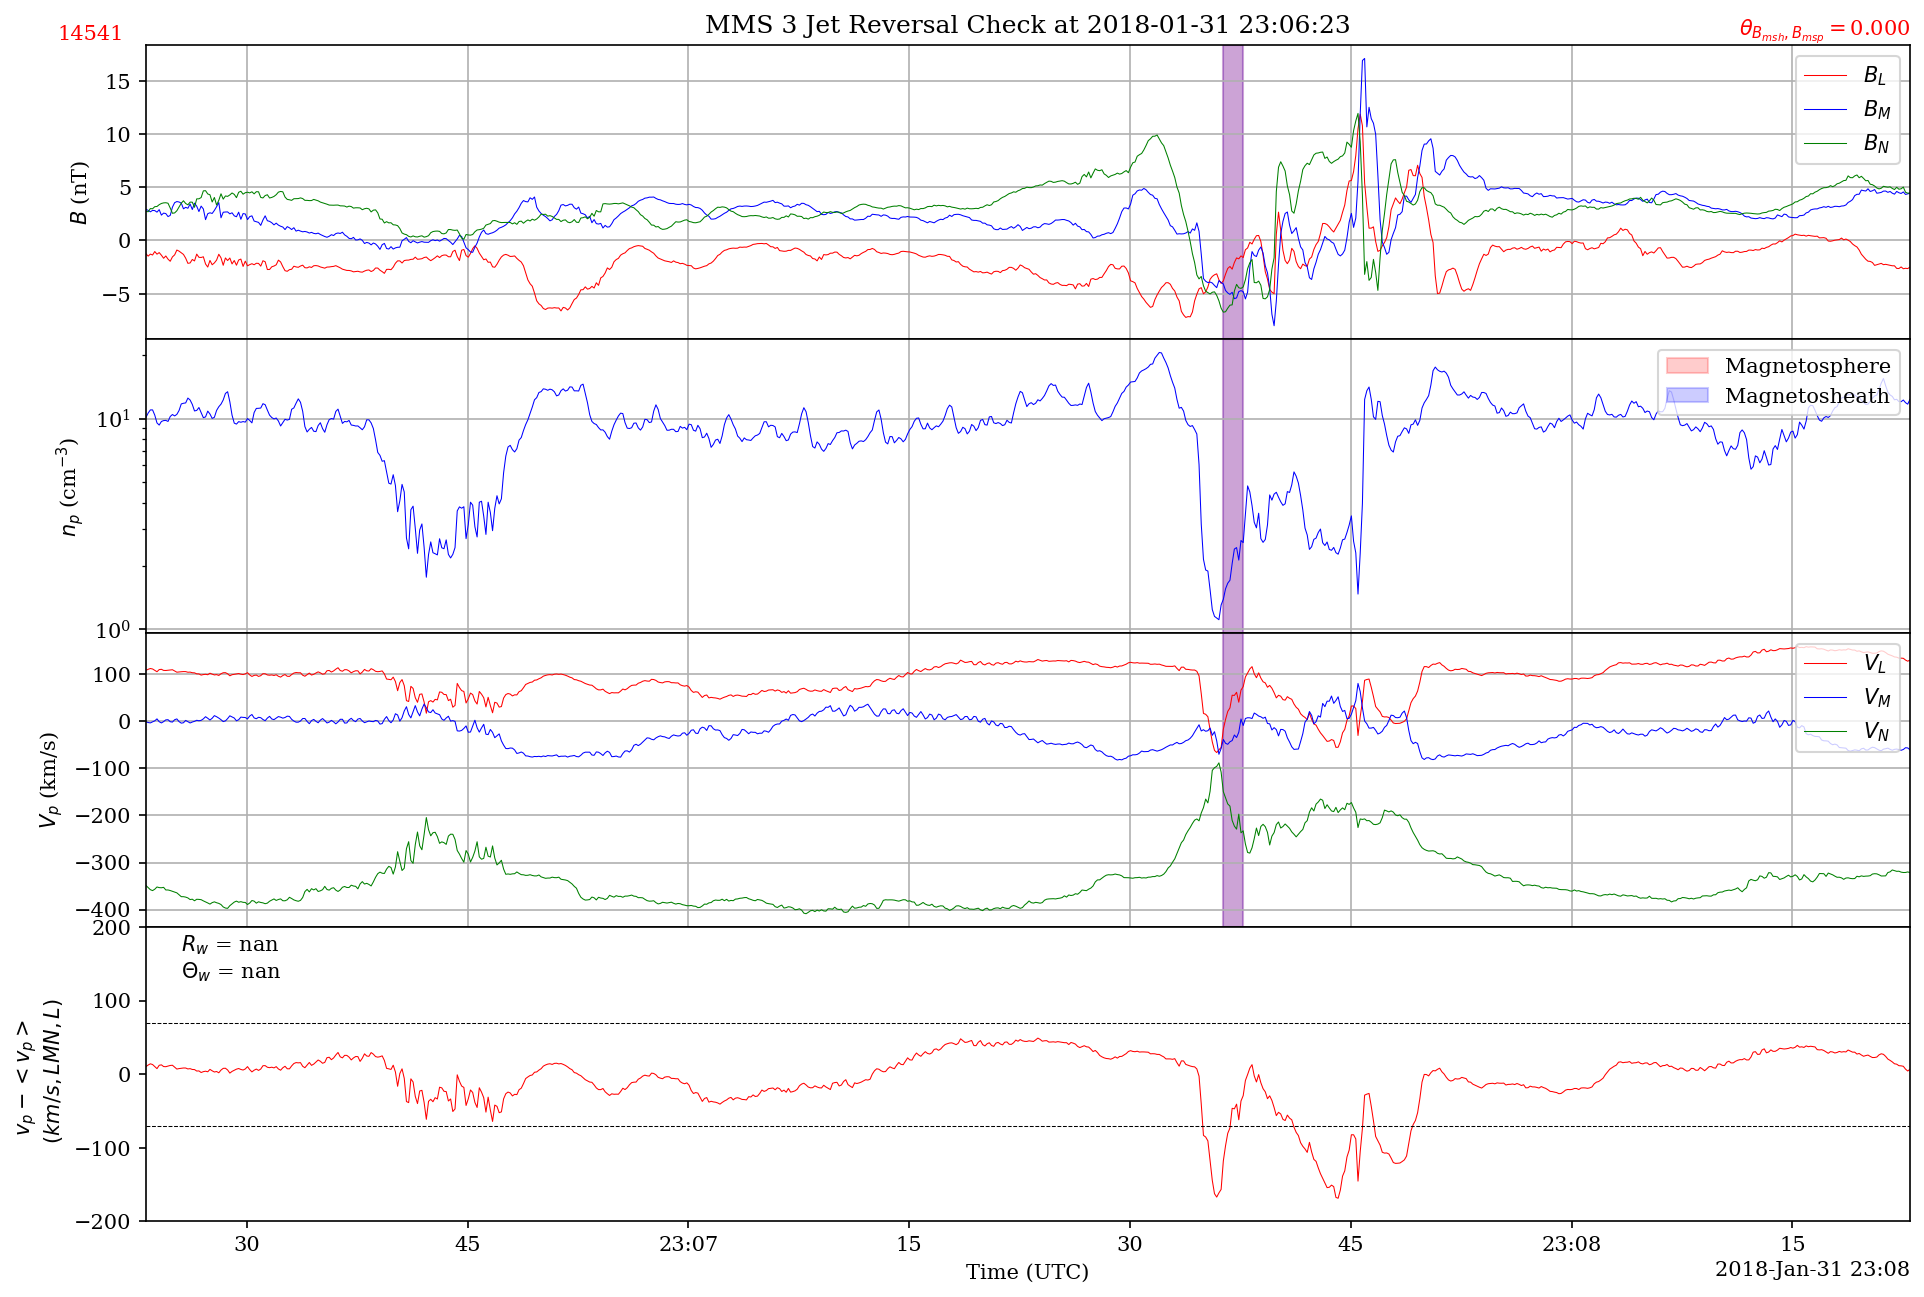 14541
MMS 3 Jet Reversal Check at 2018-01-31 23:06:23
θ_{B_{msh}, B_{msp}} = 0.000
15
10
5
0
−5
B (nT)
B_L
B_M
B_N
10^1
10^0
n_p (cm^{−3})
Magnetosphere
Magnetosheath
100
0
−100
−200
−300
−400
V_p (km/s)
V_L
V_M
V_N
200
100
0
−100
−200
v_p − < v_p >
(km/s, LMN, L)
R_w = nan
Θ_w = nan
30 45 23:07 15 30 45 23:08 15
Time (UTC)
2018-Jan-31 23:08